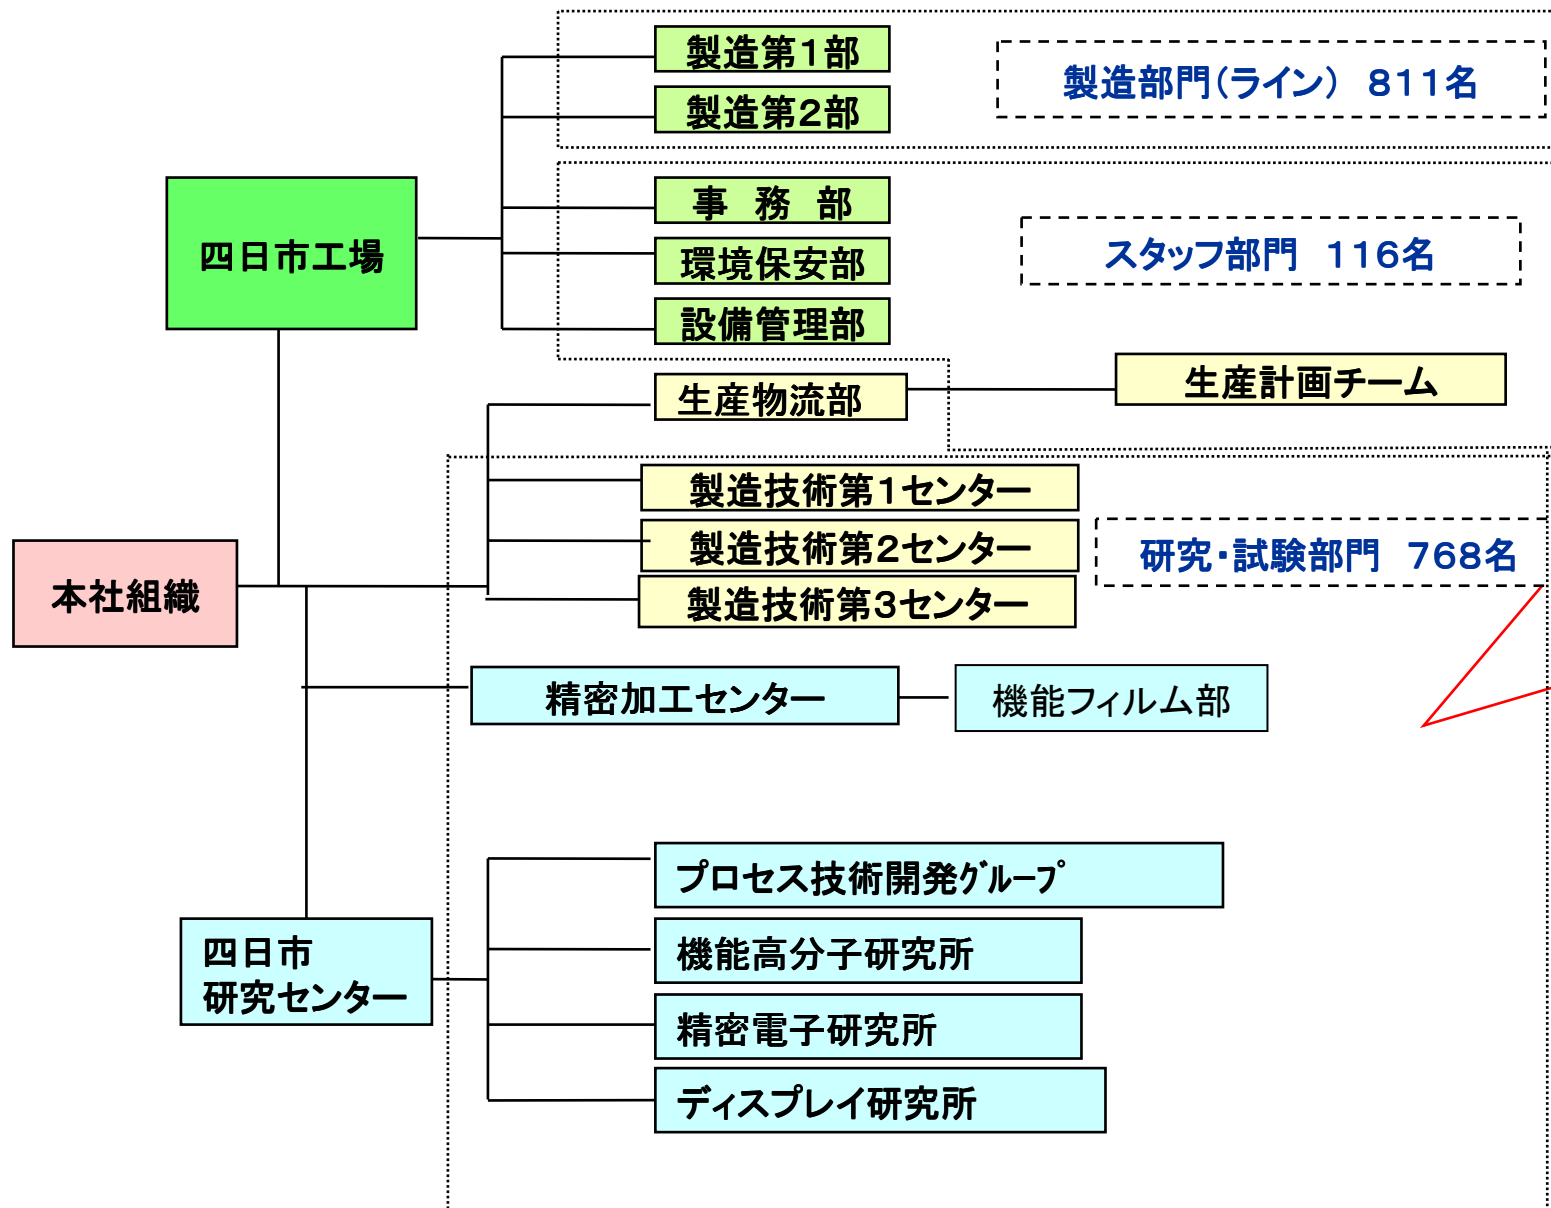 製造第1部
製造部門(ライン) 811名
製造第2部
事 務 部
四日市工場
環境保安部
スタッフ部門 116名
設備管理部
生産物流部
生産計画チーム
製造技術第1センター
製造技術第2センター
研究・試験部門 768名
本社組織
製造技術第3センター
精密加工センター
機能フィルム部
プロセス技術開発グループ
四日市
研究センター
機能高分子研究所
精密電子研究所
ディスプレイ研究所